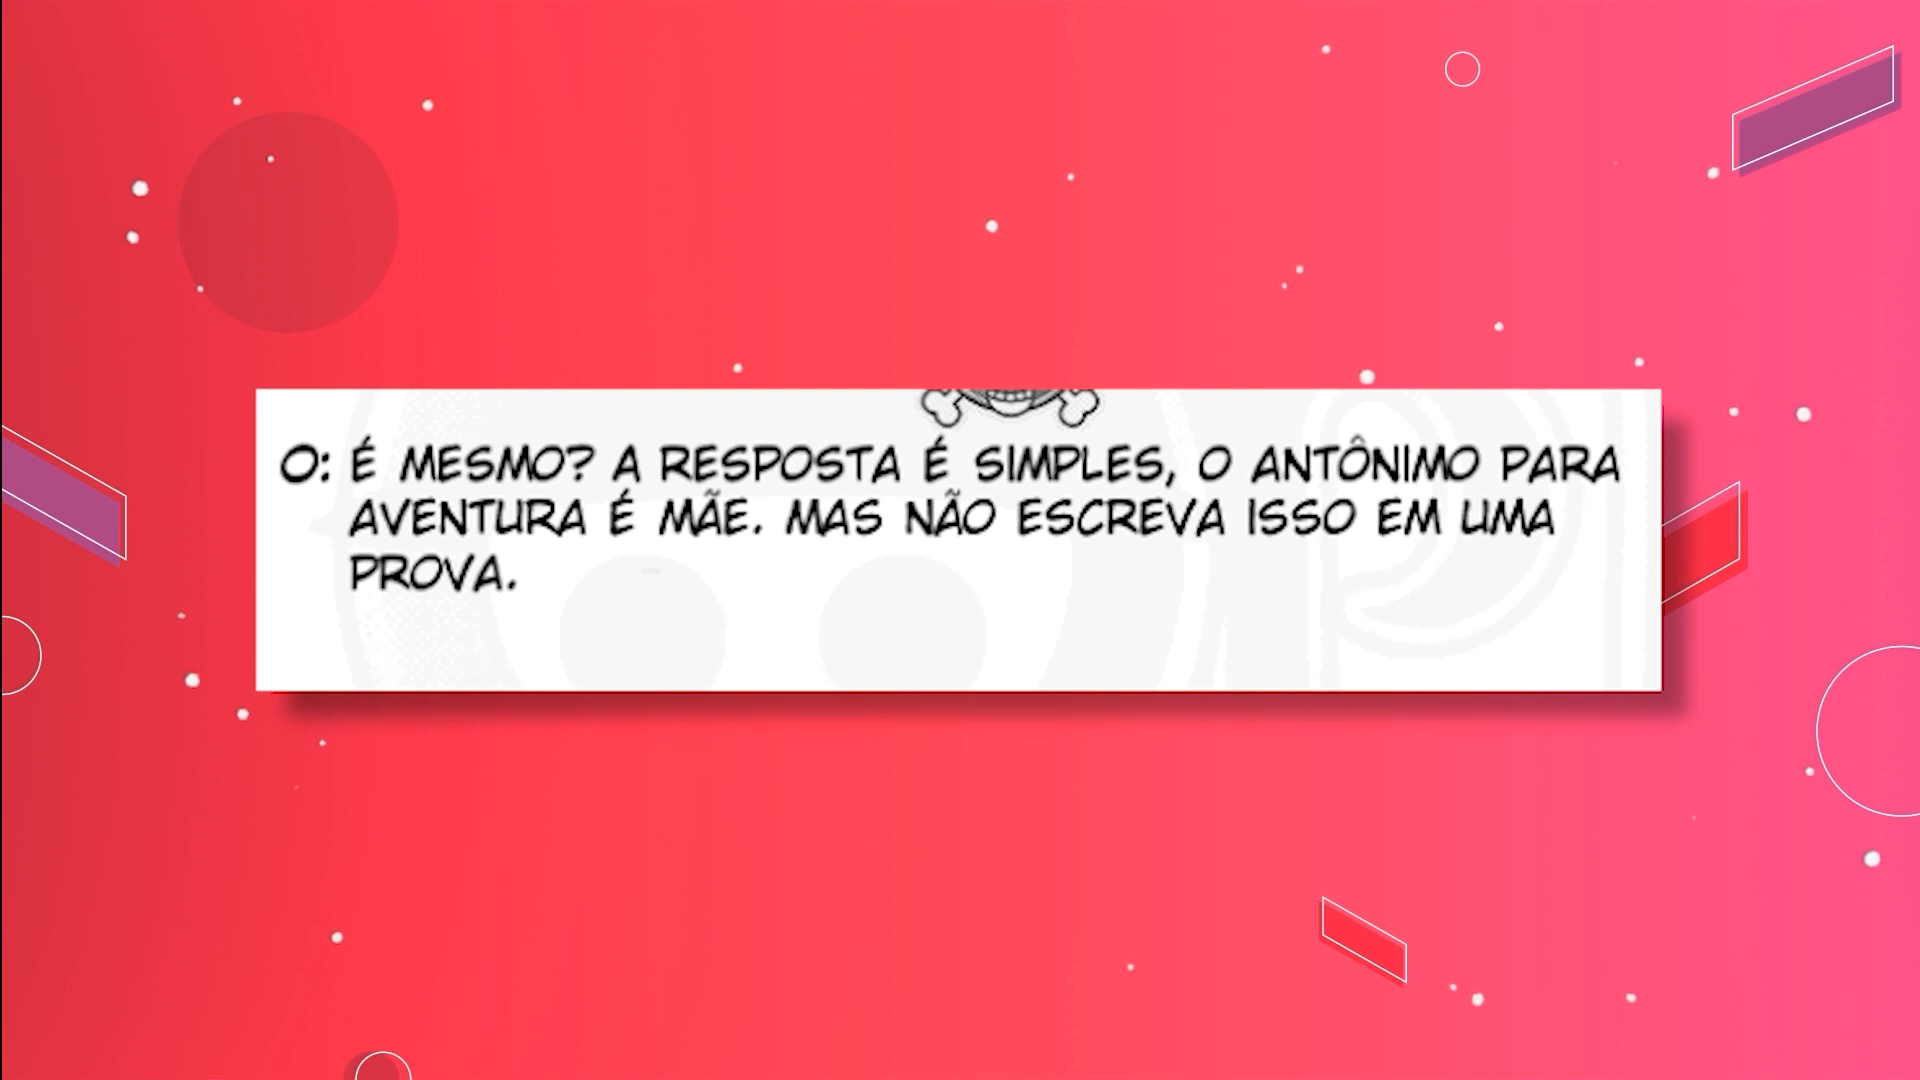 O: É MESMO? A RESPOSTA É SIMPLES, O ANTÔNIMO PARA
AVENTURA É MÃE. MAS NÃO ESCREVA ISSO EM UMA
PROVA.